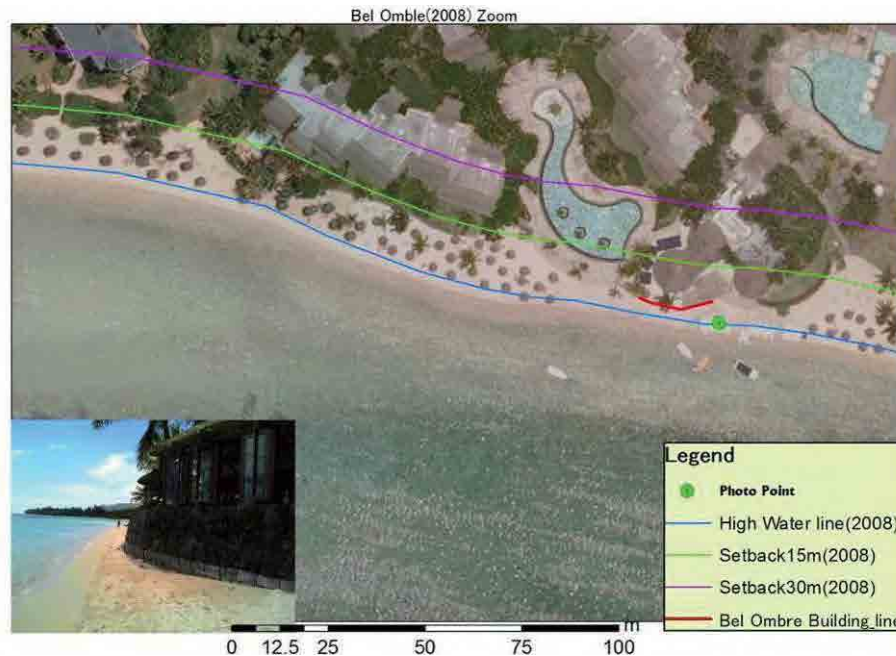 Bel Omble(2008) Zoom
Legend
Photo Point
High Water line(2008)
Setback15m(2008)
Setback30m(2008)
Bel Ombre Building_line
m
0 12.5 25 50 75 100